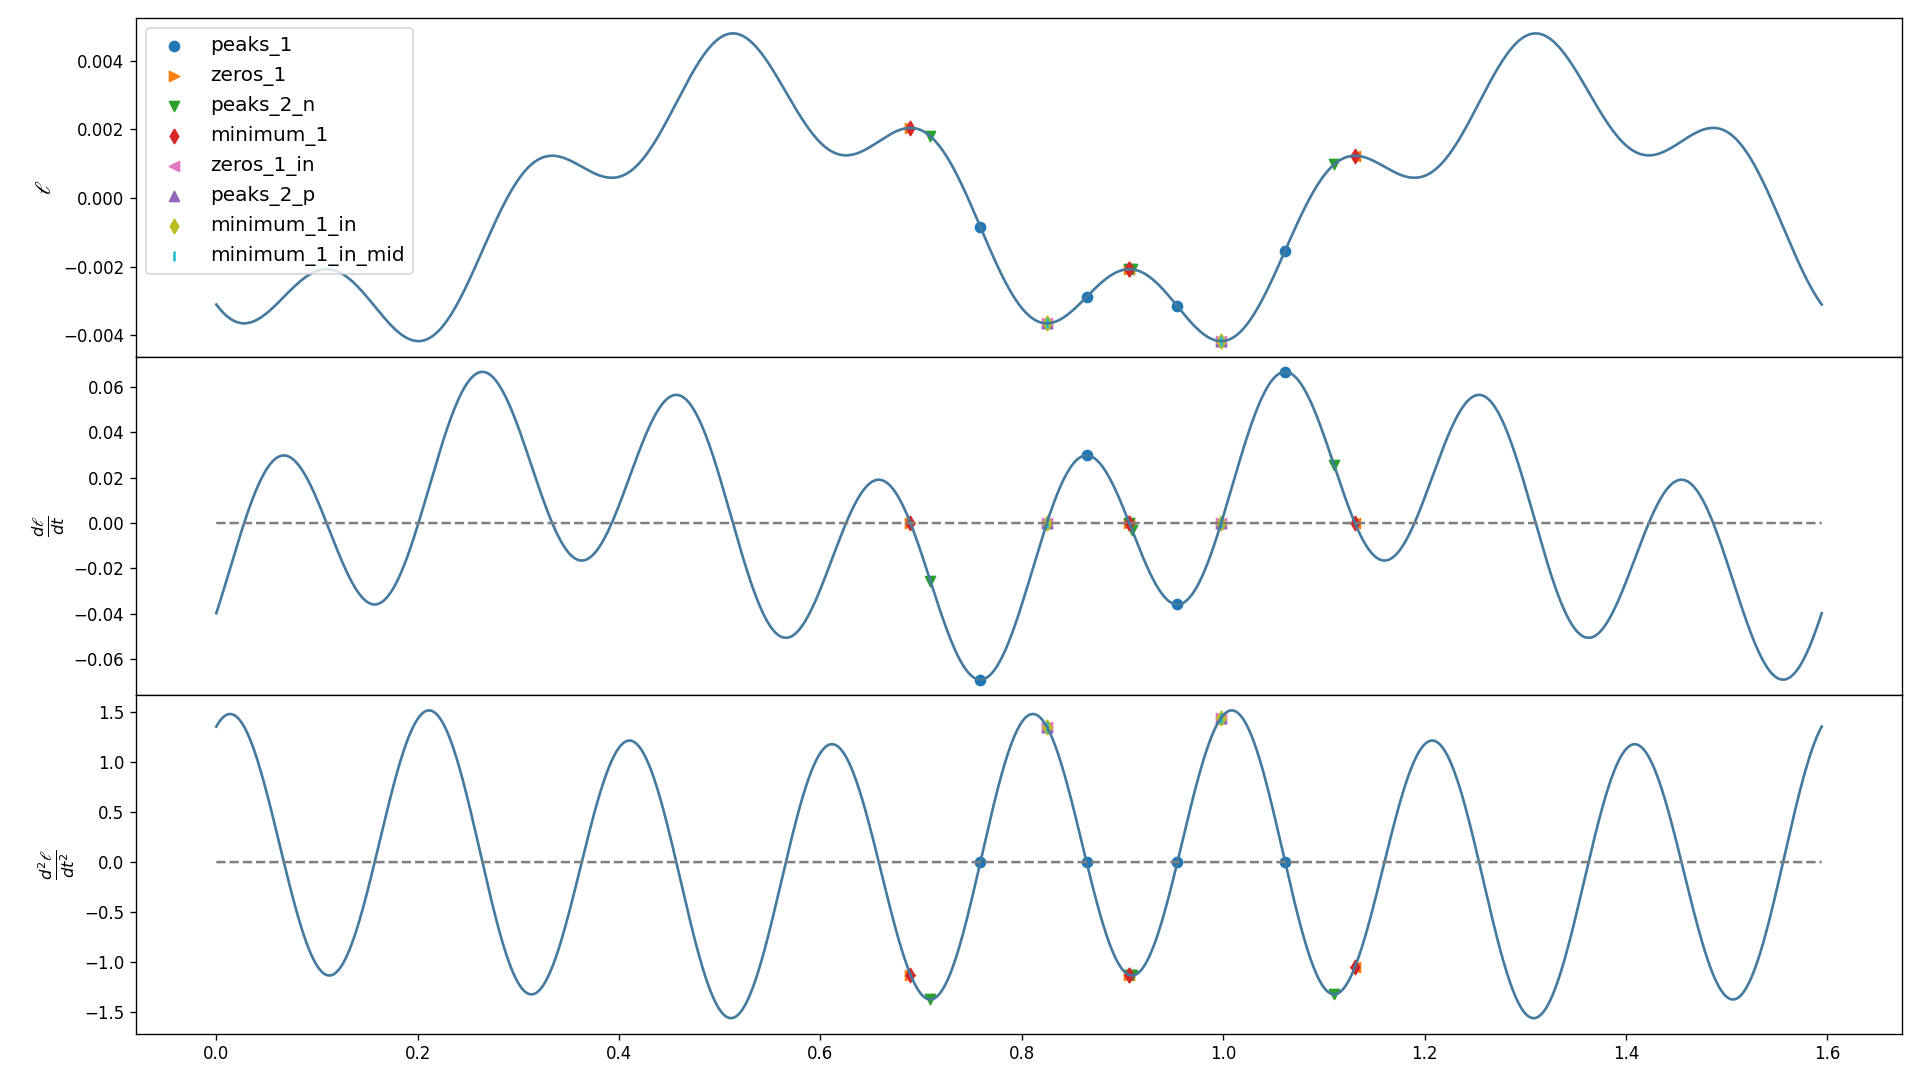 peaks_1
zeros_1
peaks_2_n
minimum_1
zeros_1_in
peaks_2_p
minimum_1_in
minimum_1_in_mid
0.004
0.002
0.000
−0.002
−0.004
ℓ
0.06
0.04
0.02
0.00
−0.02
−0.04
−0.06
dℓ/dt
1.5
1.0
0.5
0.0
−0.5
−1.0
−1.5
d²ℓ/dt²
0.0 0.2 0.4 0.6 0.8 1.0 1.2 1.4 1.6